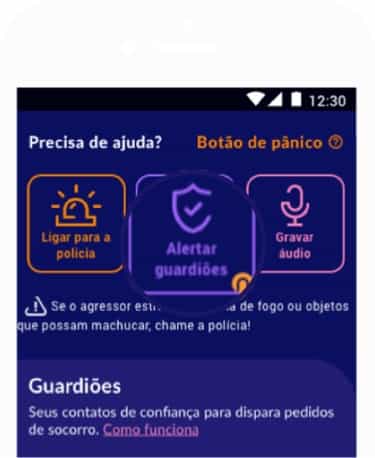 12:30
Precisa de ajuda? Botão de pânico
Ligar para a
polícia
Alertar
guardiões
Gravar
áudio
Se o agressor de fogo ou objetos
que possam machucar, chame a polícia!
Guardiões
Seus contatos de confiança para dispara pedidos
de socorro. Como funciona